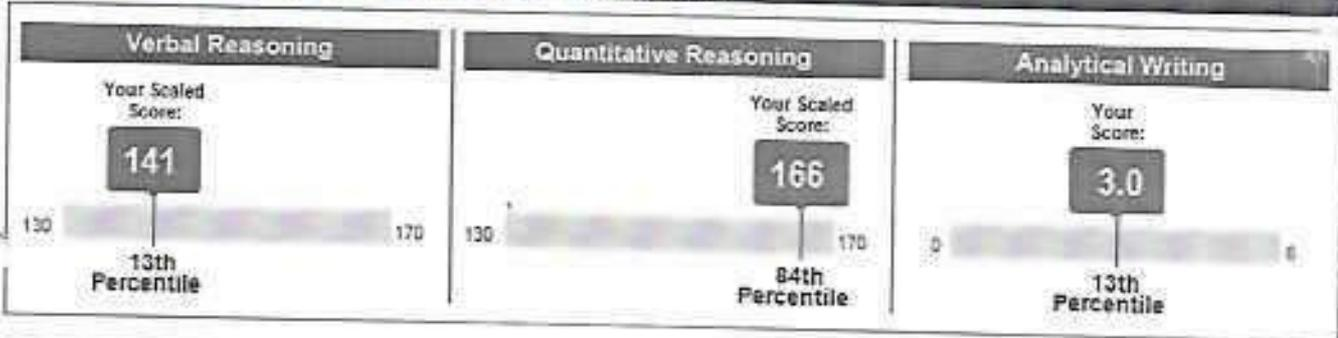 Verbal Reasoning
Your Scaled
Score:
141
130
170
13th
Percentile
Quantitative Reasoning
Your Scaled
Score:
166
130
170
84th
Percentile
Analytical Writing
Your
Score:
3.0
0
6
13th
Percentile